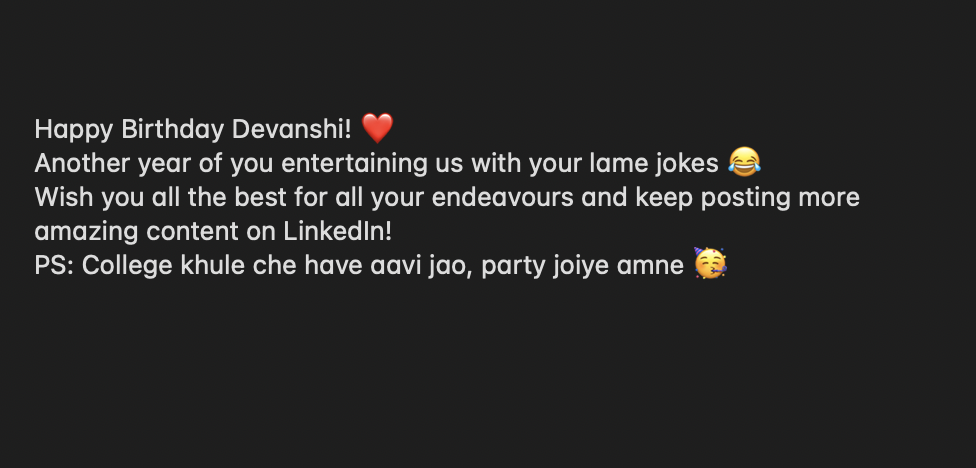 Happy Birthday Devanshi! ❤️
Another year of you entertaining us with your lame jokes 😂
Wish you all the best for all your endeavours and keep posting more
amazing content on LinkedIn!
PS: College khule che have aavi jao, party joiye amne 🥳